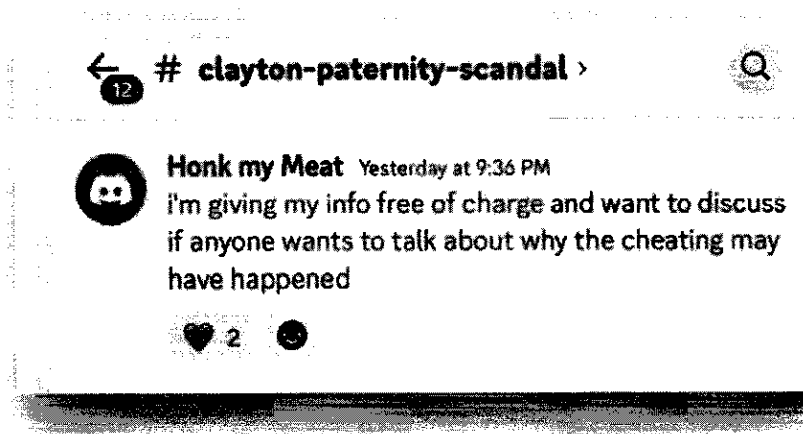 # clayton-paternity-scandal ›
12
Honk my Meat Yesterday at 9:36 PM
i'm giving my info free of charge and want to discuss
if anyone wants to talk about why the cheating may
have happened
2